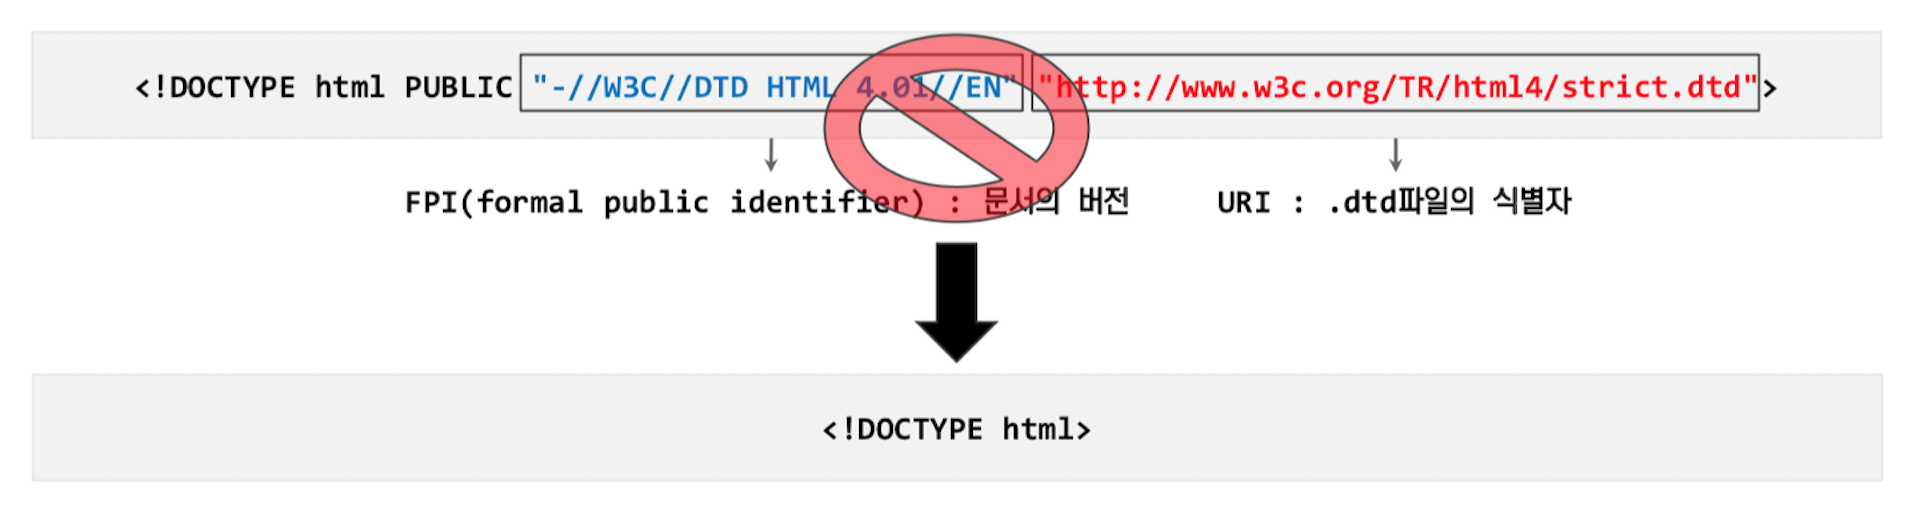 <!DOCTYPE html PUBLIC "-//W3C//DTD HTML 4.01//EN" "http://www.w3c.org/TR/html4/strict.dtd">
FPI(formal public identifier) : 문서의 버전 URI : .dtd파일의 식별자
<!DOCTYPE html>